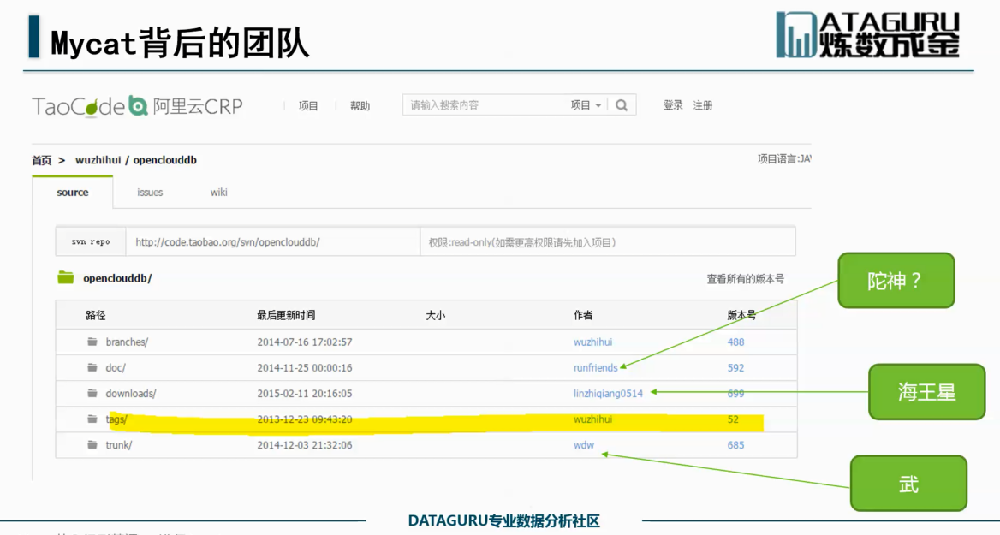 Mycat背后的团队
DATAGURU
炼数成金
TaoCode 阿里云CRP 项目 帮助 请输入搜索内容 项目 登录 注册
首页 > wuzhihui / openclouddb 项目语言:JAV
source issues wiki
svn repo http://code.taobao.org/svn/openclouddb/ 权限:read-only(如需更高权限请先加入项目)
openclouddb/ 查看所有的版本号
陀神？
路径 最后更新时间 大小 作者 版本号
branches/ 2014-07-16 17:02:57 wuzhihui 488
doc/ 2014-11-25 00:00:16 runfriends 592
downloads/ 2015-02-11 20:16:05 linzhiqiang0514 699
海王星
tags/ 2013-12-23 09:43:20 wuzhihui 52
trunk/ 2014-12-03 21:32:06 wdw 685
武
DATAGURU专业数据分析社区